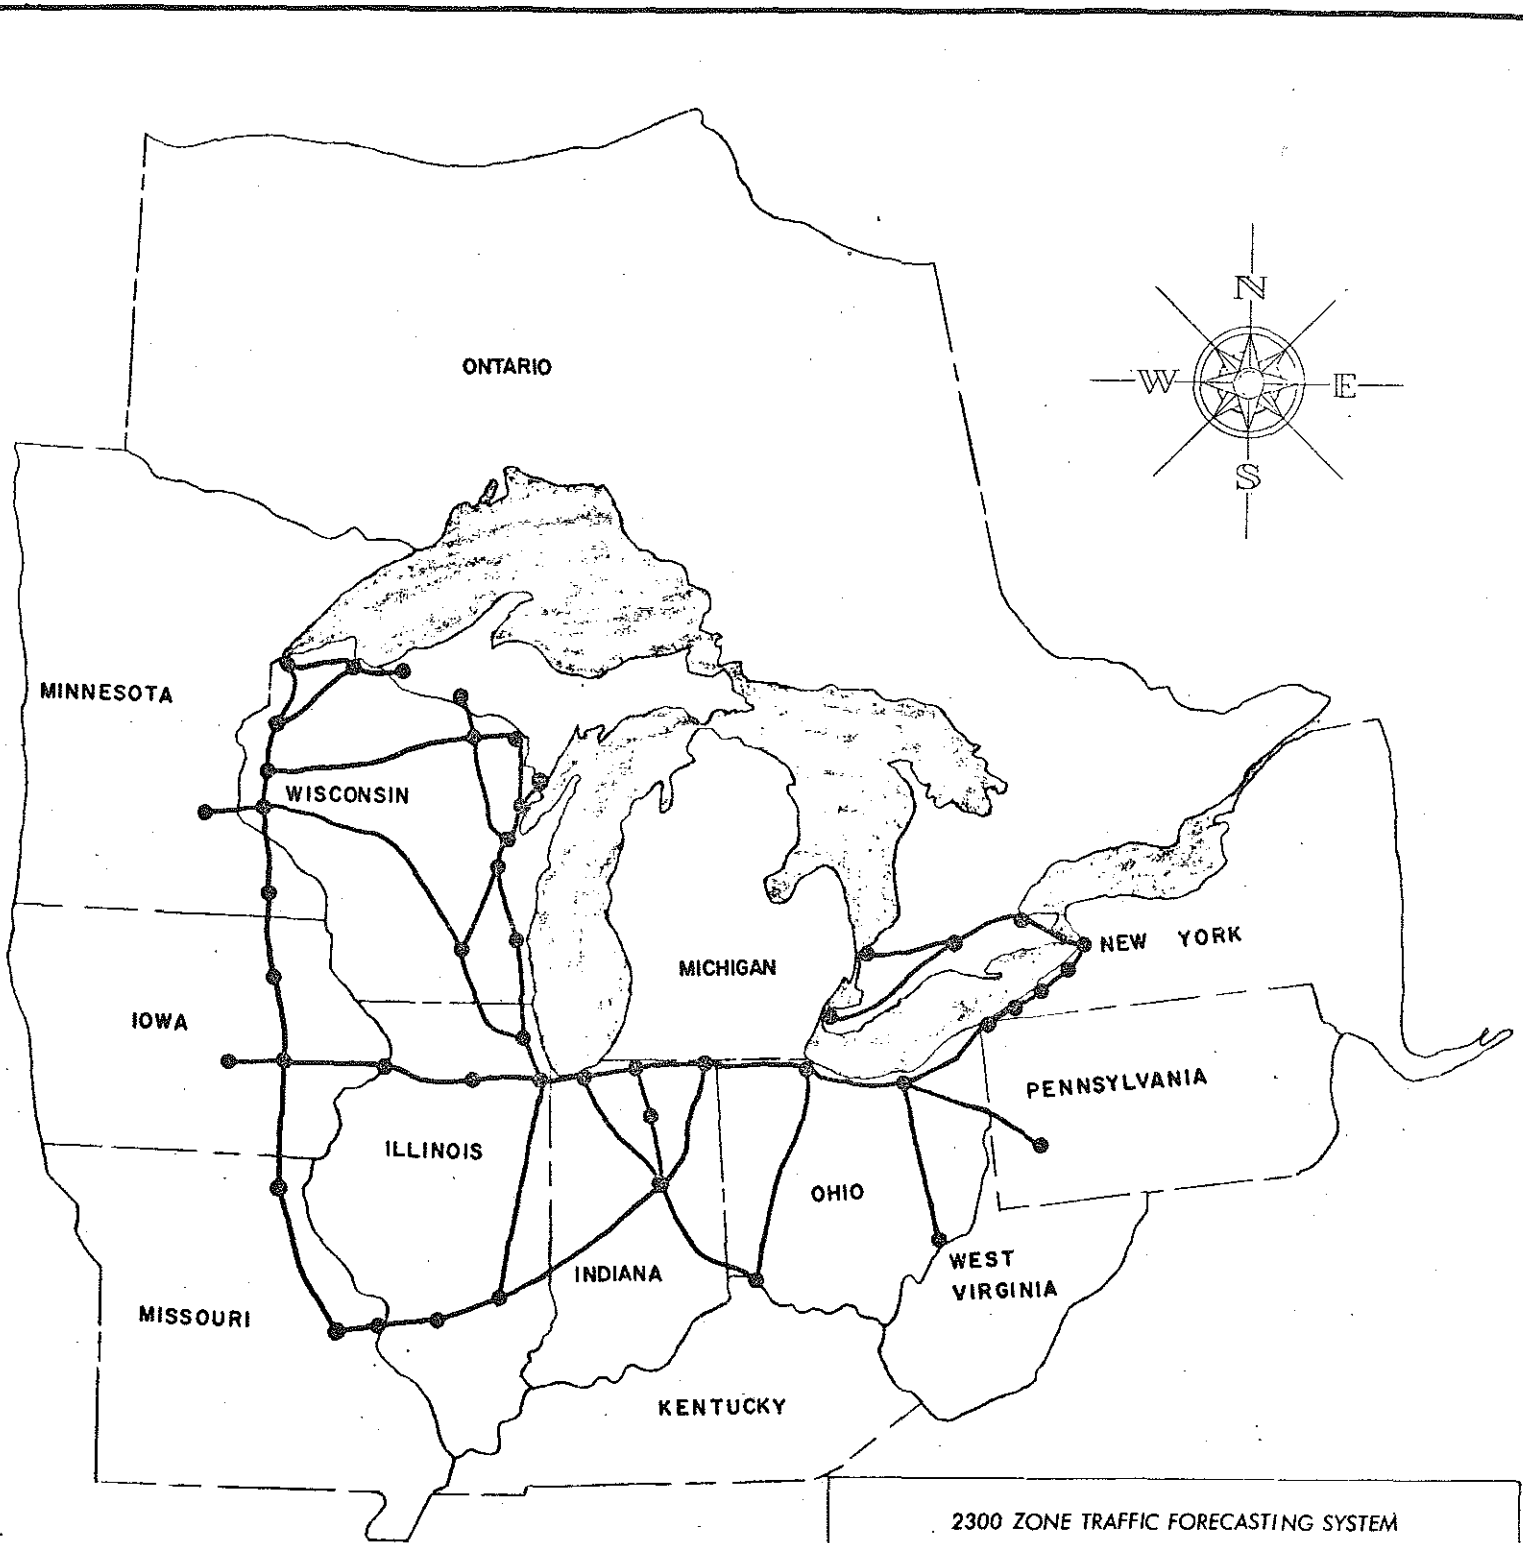 N
ONTARIO
W
E
S
MINNESOTA
WISCONSIN
NEW YORK
MICHIGAN
IOWA
PENNSYLVANIA
ILLINOIS
OHIO
WEST
VIRGINIA
INDIANA
MISSOURI
KENTUCKY
2300 ZONE TRAFFIC FORECASTING SYSTEM